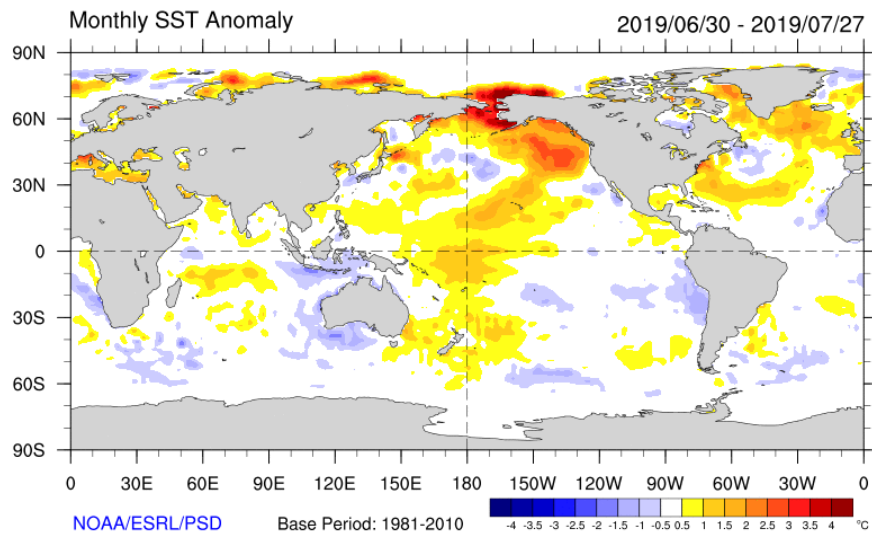 Monthly SST Anomaly 2019/06/30 - 2019/07/27
90N
60N
30N
0
30S
60S
90S
0 30E 60E 90E 120E 150E 180 150W 120W 90W 60W 30W 0
NOAA/ESRL/PSD Base Period: 1981-2010
-4 -3.5 -3 -2.5 -2 -1.5 -1 -0.5 0.5 1 1.5 2 2.5 3 3.5 4 °C